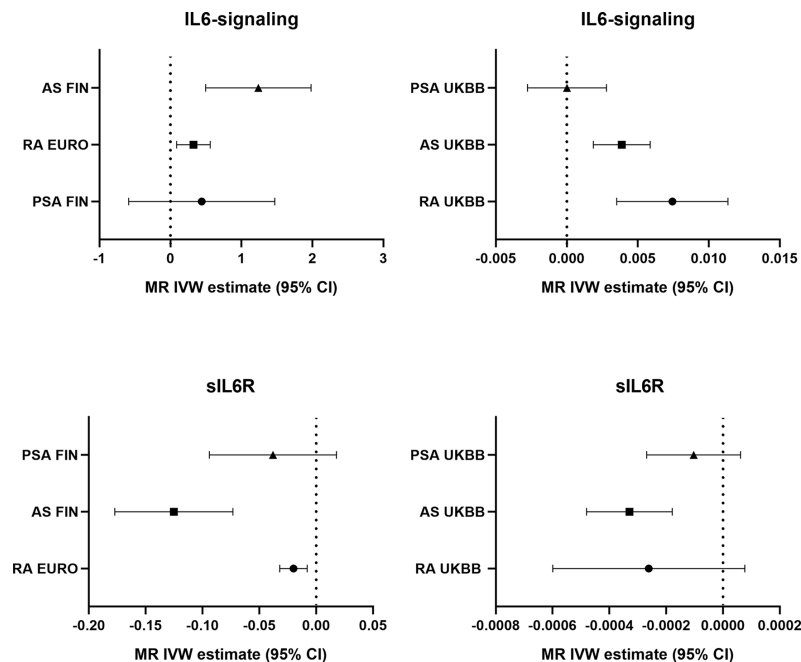 IL6-signaling
AS FIN
RA EURO
PSA FIN
-1 0 1 2 3
MR IVW estimate (95% CI)
IL6-signaling
PSA UKBB
AS UKBB
RA UKBB
-0.005 0.000 0.005 0.010 0.015
MR IVW estimate (95% CI)
sIL6R
PSA FIN
AS FIN
RA EURO
-0.20 -0.15 -0.10 -0.05 0.00 0.05
MR IVW estimate (95% CI)
sIL6R
PSA UKBB
AS UKBB
RA UKBB
-0.0008 -0.0006 -0.0004 -0.0002 0.0000 0.0002
MR IVW estimate (95% CI)